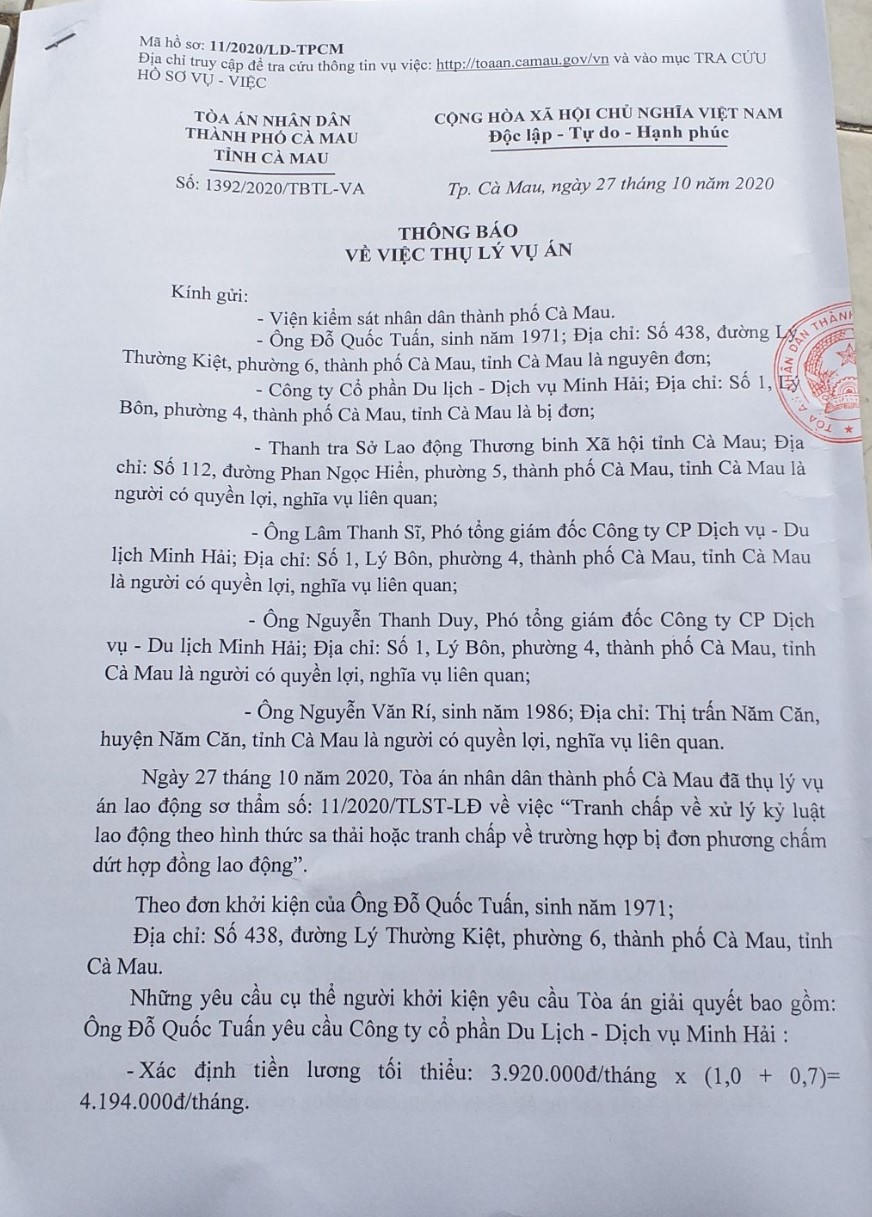 Mã hồ sơ: 11/2020/LD-TPCM
Địa chỉ truy cập để tra cứu thông tin vụ việc: http://toaan.camau.gov/vn và vào mục TRA CỨU
HỒ SƠ VỤ - VIỆC
TÒA ÁN NHÂN DÂN
THÀNH PHỐ CÀ MAU
TỈNH CÀ MAU
Số: 1392/2020/TBTL-VA
CỘNG HÒA XÃ HỘI CHỦ NGHĨA VIỆT NAM
Độc lập - Tự do - Hạnh phúc
Tp. Cà Mau, ngày 27 tháng 10 năm 2020
THÔNG BÁO
VỀ VIỆC THỤ LÝ VỤ ÁN
Kính gửi:
- Viện kiểm sát nhân dân thành phố Cà Mau.
- Ông Đỗ Quốc Tuấn, sinh năm 1971; Địa chỉ: Số 438, đường Lý
Thường Kiệt, phường 6, thành phố Cà Mau, tỉnh Cà Mau là nguyên đơn;
- Công ty Cổ phần Du lịch - Dịch vụ Minh Hải; Địa chỉ: Số 1, Lý
Bôn, phường 4, thành phố Cà Mau, tỉnh Cà Mau là bị đơn;
- Thanh tra Sở Lao động Thương binh Xã hội tỉnh Cà Mau; Địa
chỉ: Số 112, đường Phan Ngọc Hiển, phường 5, thành phố Cà Mau, tỉnh Cà Mau là
người có quyền lợi, nghĩa vụ liên quan;
- Ông Lâm Thanh Sĩ, Phó tổng giám đốc Công ty CP Dịch vụ - Du
lịch Minh Hải; Địa chỉ: Số 1, Lý Bôn, phường 4, thành phố Cà Mau, tỉnh Cà Mau
là người có quyền lợi, nghĩa vụ liên quan;
- Ông Nguyễn Thanh Duy, Phó tổng giám đốc Công ty CP Dịch
vụ - Du lịch Minh Hải; Địa chỉ: Số 1, Lý Bôn, phường 4, thành phố Cà Mau, tỉnh
Cà Mau là người có quyền lợi, nghĩa vụ liên quan;
- Ông Nguyễn Văn Rí, sinh năm 1986; Địa chỉ: Thị trấn Năm Căn,
huyện Năm Căn, tỉnh Cà Mau là người có quyền lợi, nghĩa vụ liên quan.
Ngày 27 tháng 10 năm 2020, Tòa án nhân dân thành phố Cà Mau đã thụ lý vụ
án lao động sơ thẩm số: 11/2020/TLST-LĐ về việc “Tranh chấp về xử lý kỷ luật
lao động theo hình thức sa thải hoặc tranh chấp về trường hợp bị đơn phương chấm
dứt hợp đồng lao động”.
Theo đơn khởi kiện của Ông Đỗ Quốc Tuấn, sinh năm 1971;
Địa chỉ: Số 438, đường Lý Thường Kiệt, phường 6, thành phố Cà Mau, tỉnh
Cà Mau.
Những yêu cầu cụ thể người khởi kiện yêu cầu Tòa án giải quyết bao gồm:
Ông Đỗ Quốc Tuấn yêu cầu Công ty cổ phần Du Lịch - Dịch vụ Minh Hải :
- Xác định tiền lương tối thiểu: 3.920.000đ/tháng x (1,0 + 0,7)=
4.194.000đ/tháng.
TÒA Á
HÂN DÂN THÀNH